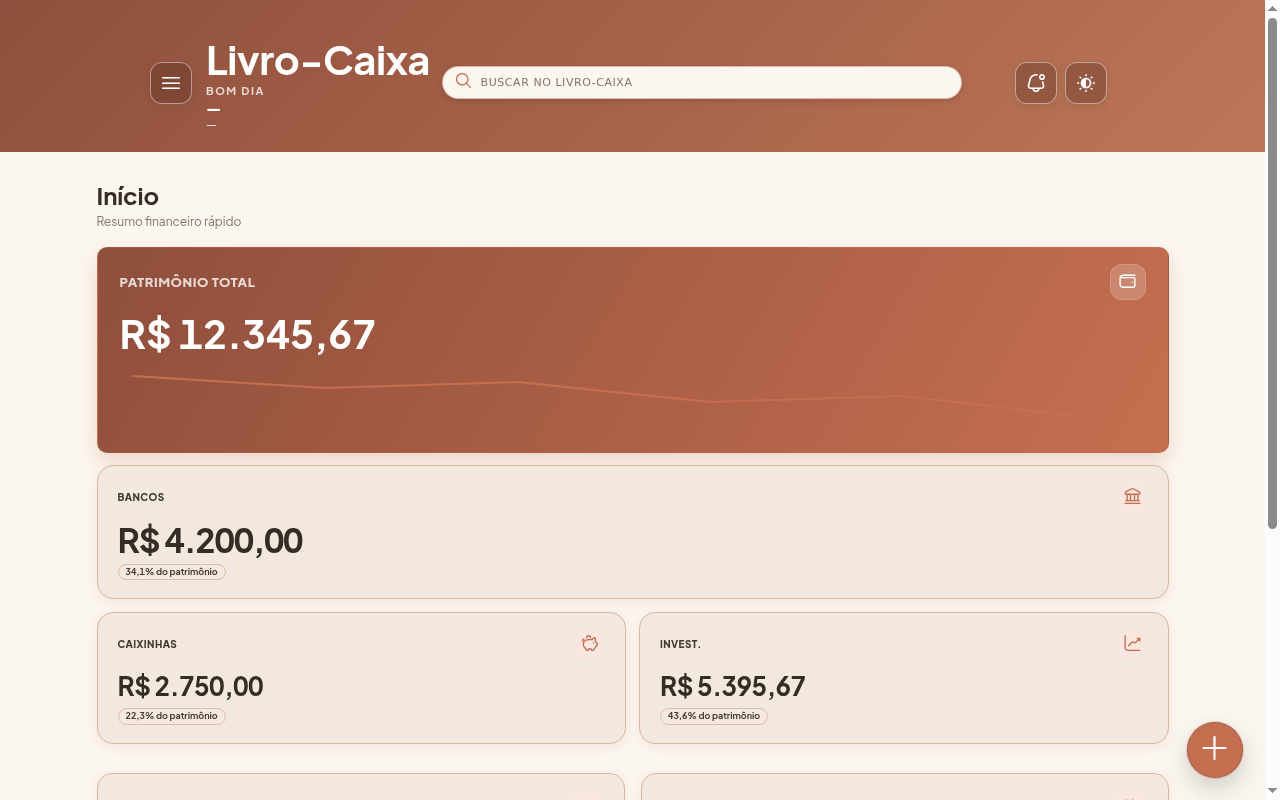 Livro-Caixa
BOM DIA
—
—
BUSCAR NO LIVRO-CAIXA
Início
Resumo financeiro rápido
PATRIMÔNIO TOTAL
R$ 12.345,67
BANCOS
R$ 4.200,00
34,1% do patrimônio
CAIXINHAS
R$ 2.750,00
22,3% do patrimônio
INVEST.
R$ 5.395,67
43,6% do patrimônio